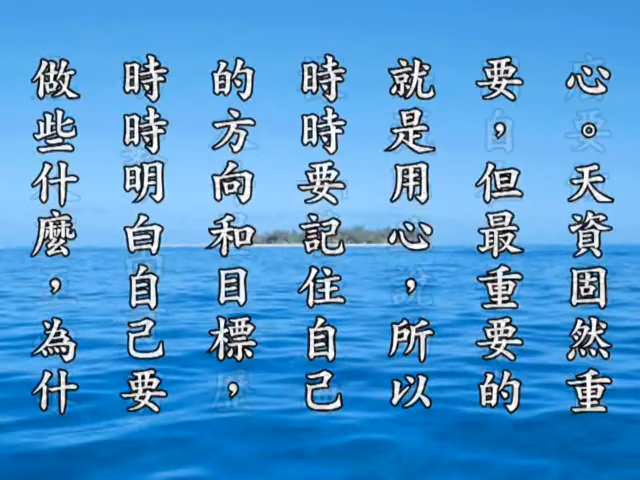 心。天資固然重
要，但最重要的
就是用心，所以
時時要記住自己
的方向和目標，
時時明白自己要
做些什麼，為什